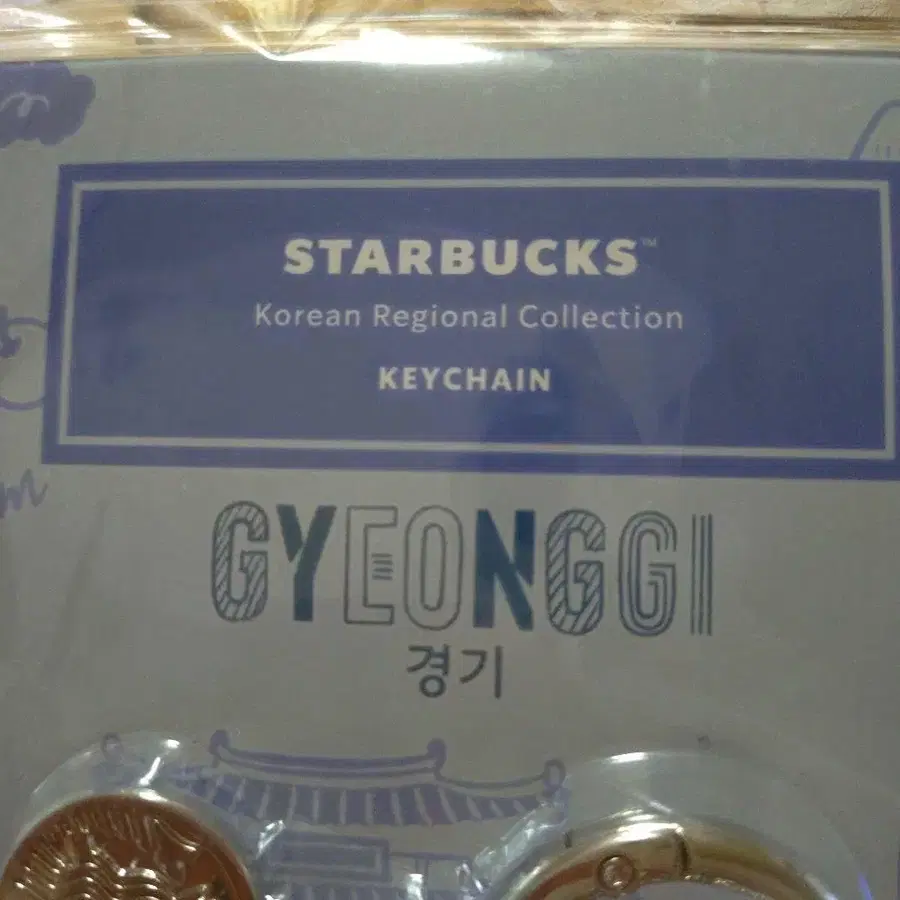 STARBUCKS™
Korean Regional Collection
KEYCHAIN
GYEONGGI
경기